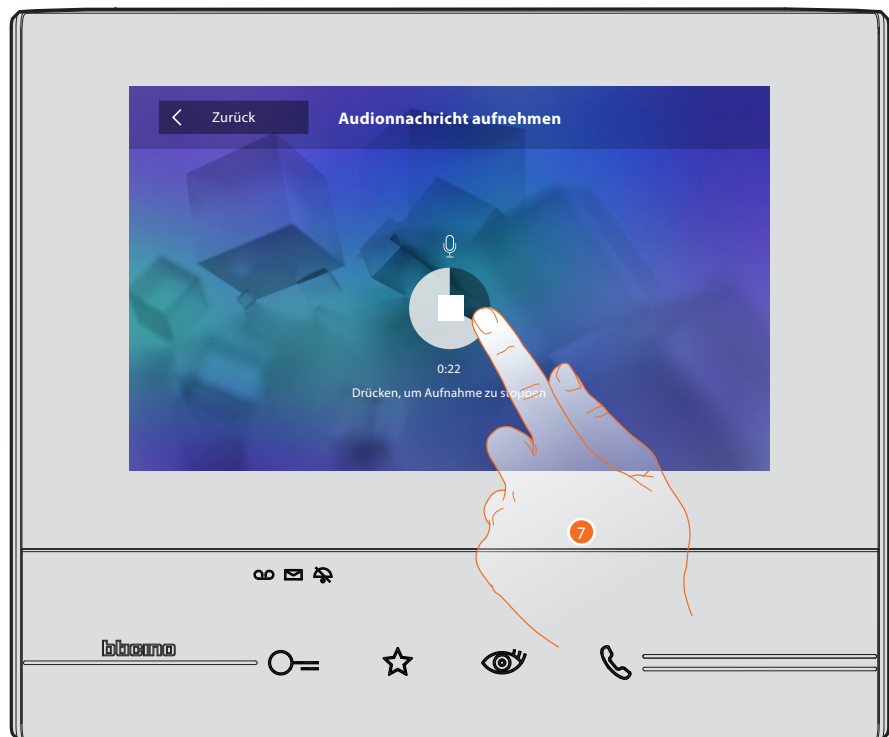 Zurück
Audionnachricht aufnehmen
0:22
Drücken, um Aufnahme zu stoppen
7
bticino